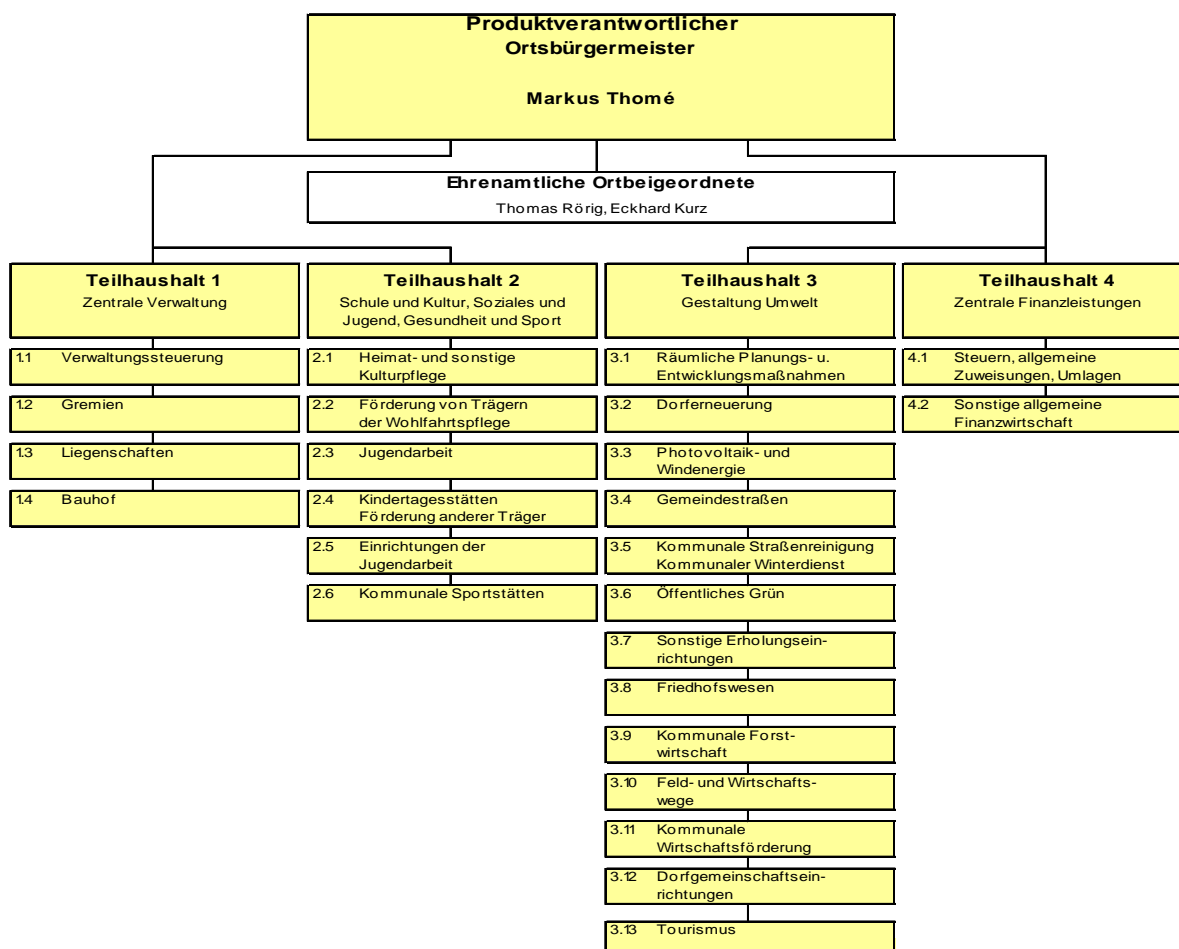 Produktverantwortlicher
Ortsbürgermeister
Markus Thomé
Ehrenamtliche Ortbeigeordnete
Thomas Rörig, Eckhard Kurz
Teilhaushalt 1
Zentrale Verwaltung
1.1 Verwaltungssteuerung
1.2 Gremien
1.3 Liegenschaften
1.4 Bauhof
Teilhaushalt 2
Schule und Kultur, Soziales und
Jugend, Gesundheit und Sport
2.1 Heimat- und sonstige
Kulturpflege
2.2 Förderung von Trägern
der Wohlfahrtspflege
2.3 Jugendarbeit
2.4 Kindertagesstätten
Förderung anderer Träger
2.5 Einrichtungen der
Jugendarbeit
2.6 Kommunale Sportstätten
Teilhaushalt 3
Gestaltung Umwelt
3.1 Räumliche Planungs- u.
Entwicklungsmaßnahmen
3.2 Dorferneuerung
3.3 Photovoltaik- und
Windenergie
3.4 Gemeindestraßen
3.5 Kommunale Straßenreinigung
Kommunaler Winterdienst
3.6 Öffentliches Grün
3.7 Sonstige Erholungsein-
richtungen
3.8 Friedhofswesen
3.9 Kommunale Forst-
wirtschaft
3.10 Feld- und Wirtschafts-
wege
3.11 Kommunale
Wirtschaftsförderung
3.12 Dorfgemeinschaftsein-
richtungen
3.13 Tourismus
Teilhaushalt 4
Zentrale Finanzleistungen
4.1 Steuern, allgemeine
Zuweisungen, Umlagen
4.2 Sonstige allgemeine
Finanzwirtschaft